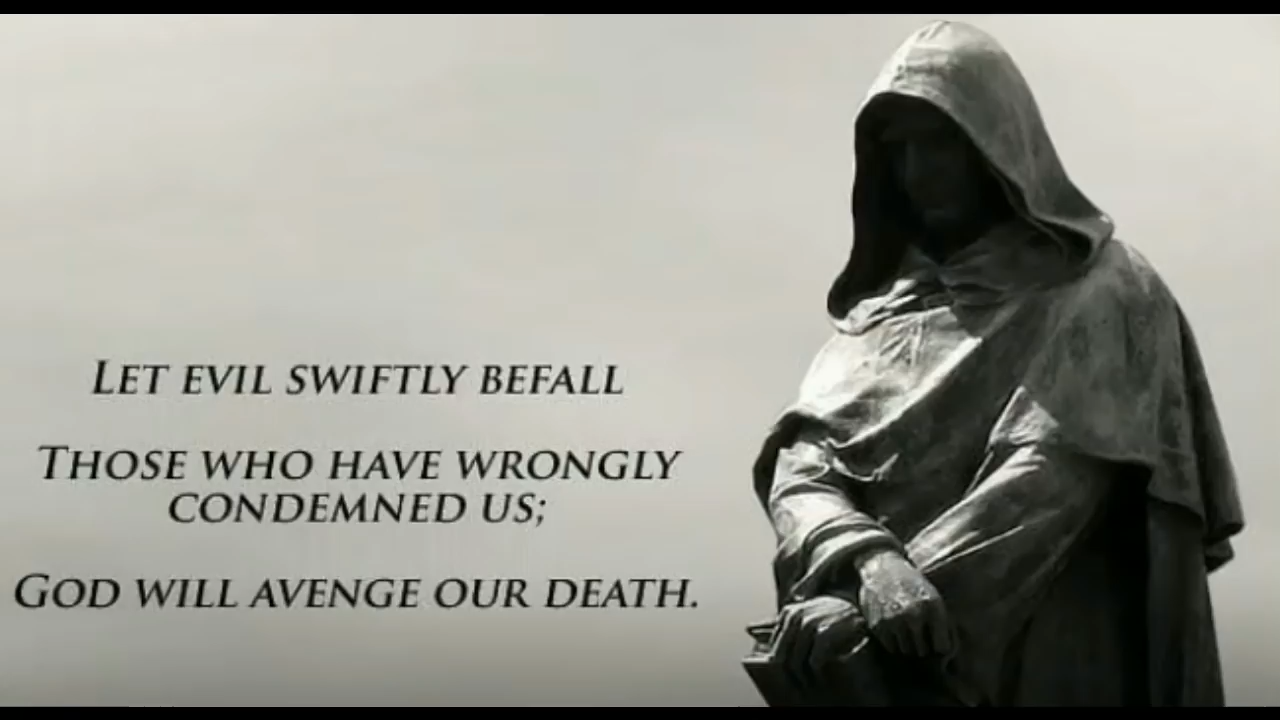 LET EVIL SWIFTLY BEFALL
THOSE WHO HAVE WRONGLY
CONDEMNED US;
GOD WILL AVENGE OUR DEATH.